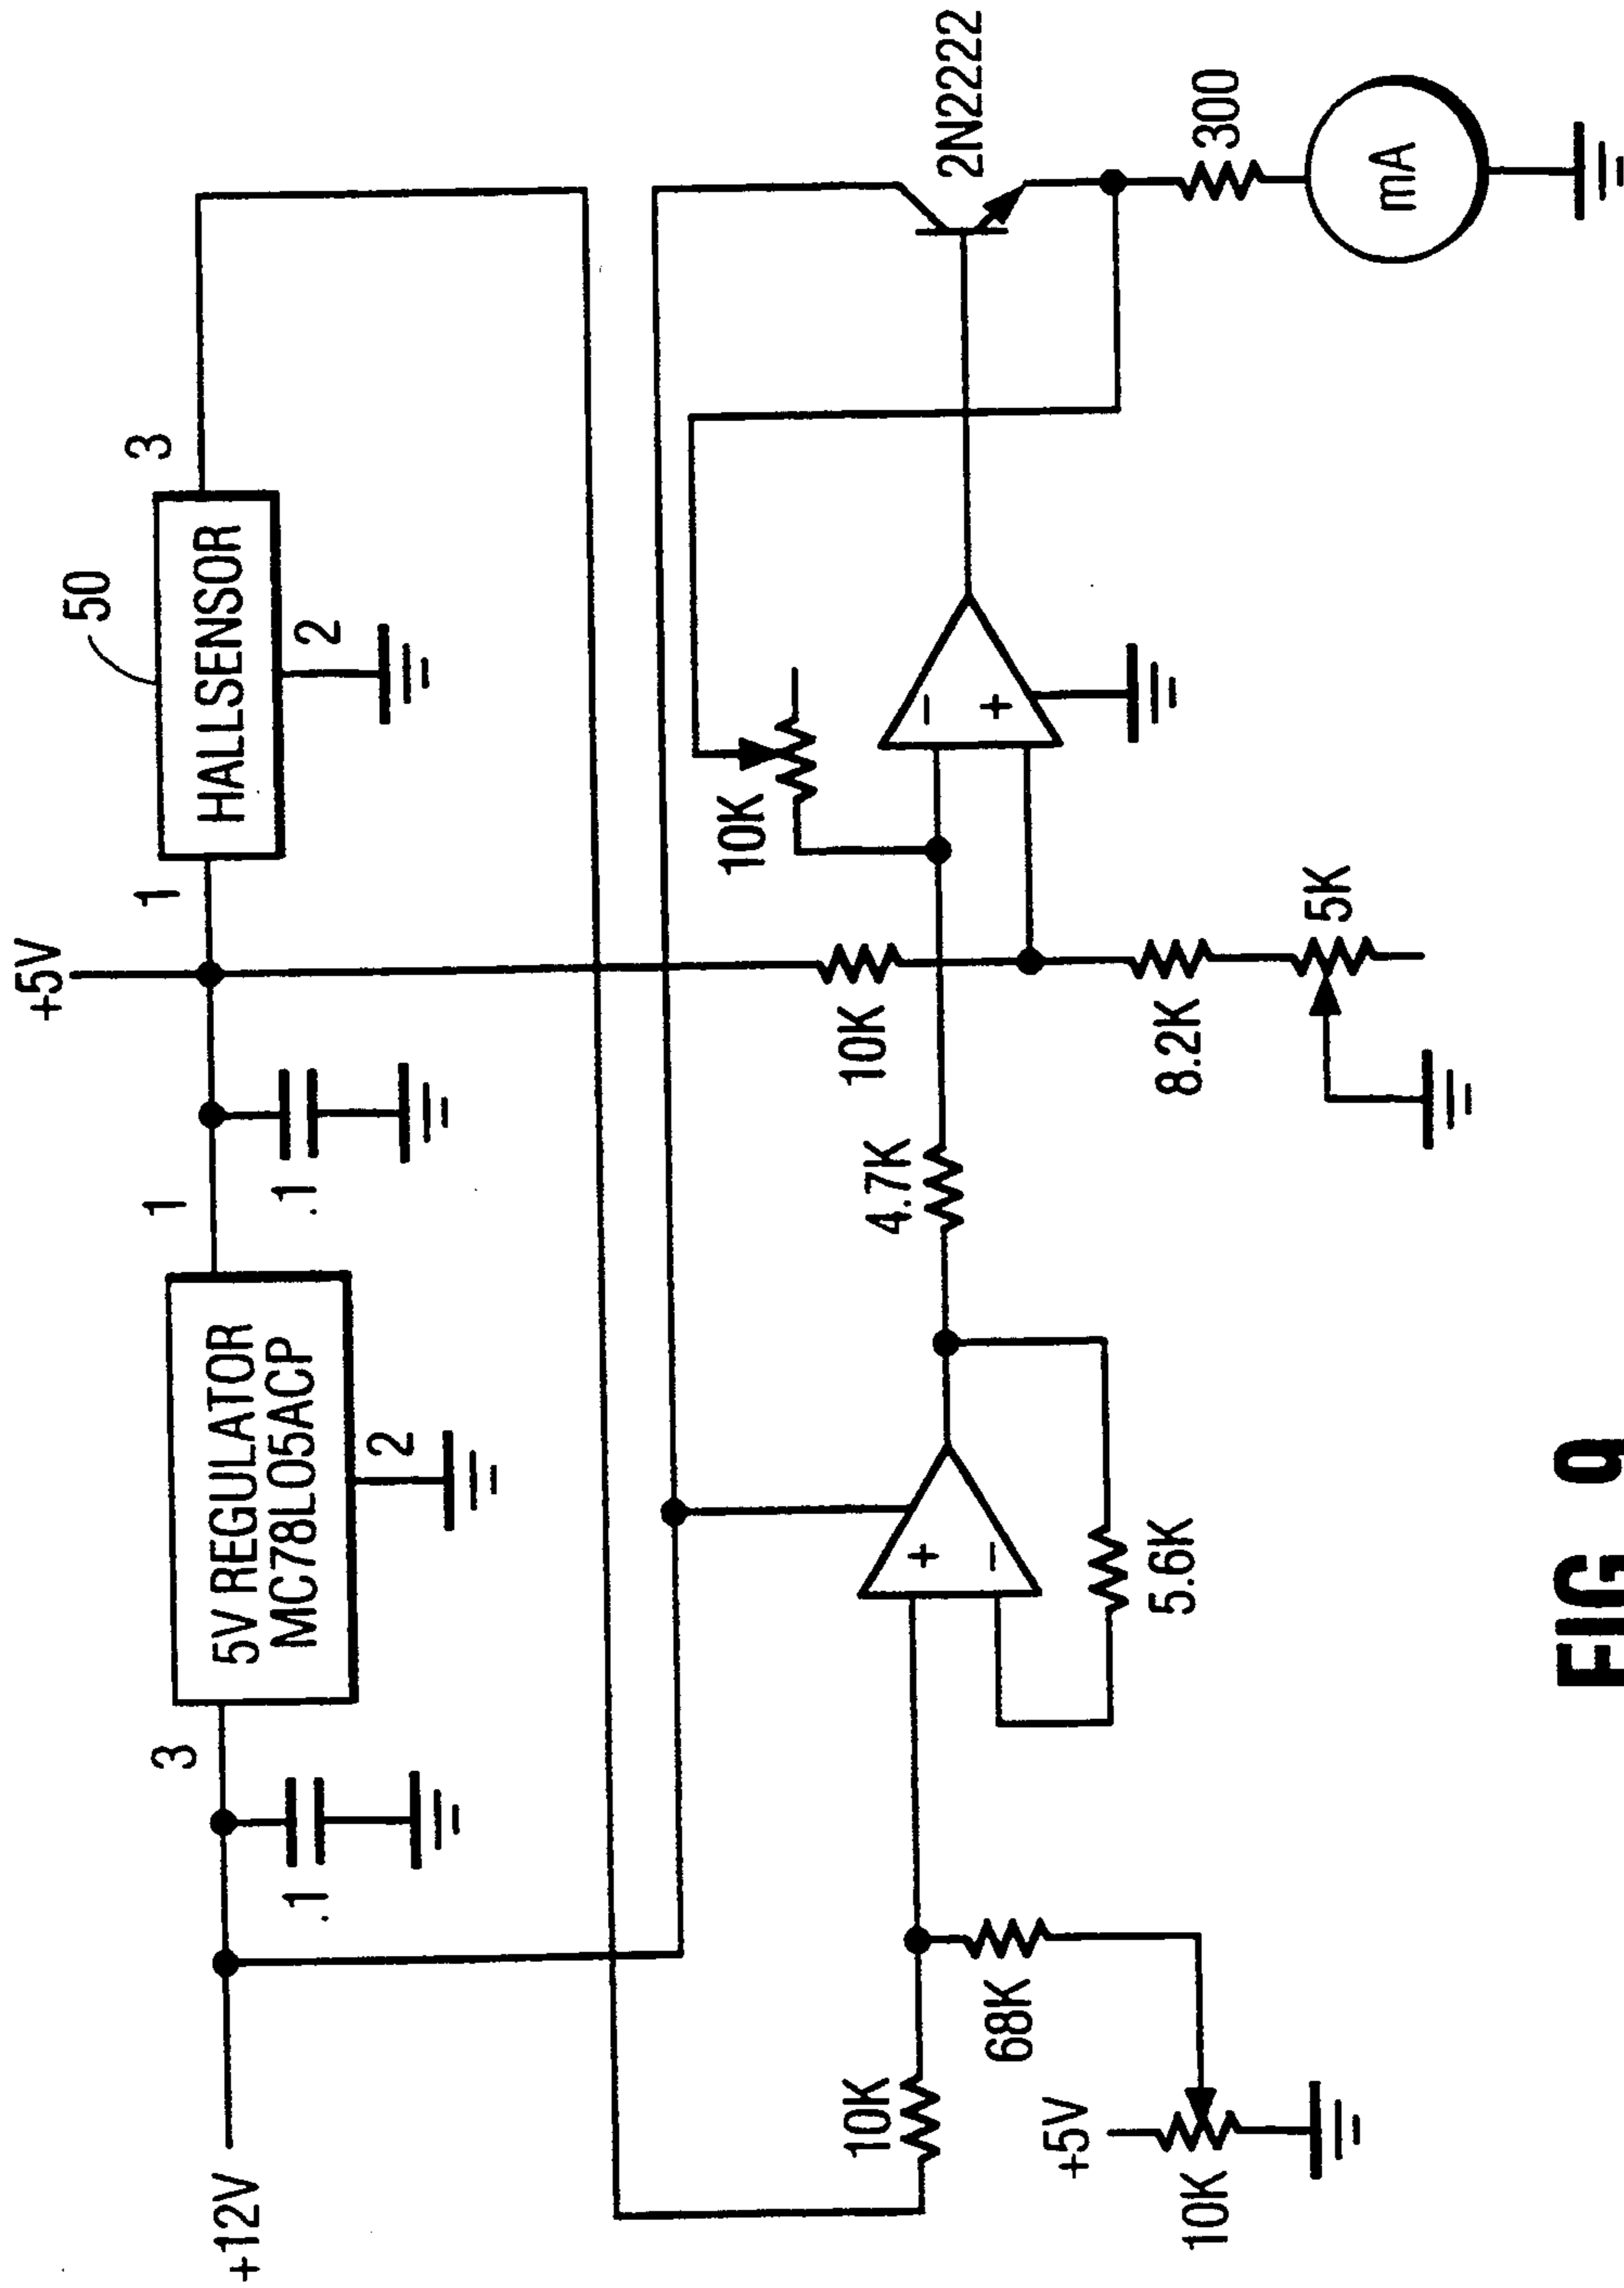 +12V
3
.1
5V REGULATOR
MC78LO5ACP
2
1
.1
+5V
1
50
HALLSENSOR
2
3
10K
68K
+5V
10K
+
−
5.6K
4.7K
10K
8.2K
5K
10K
−
+
2N2222
300
mA
FIG. 9